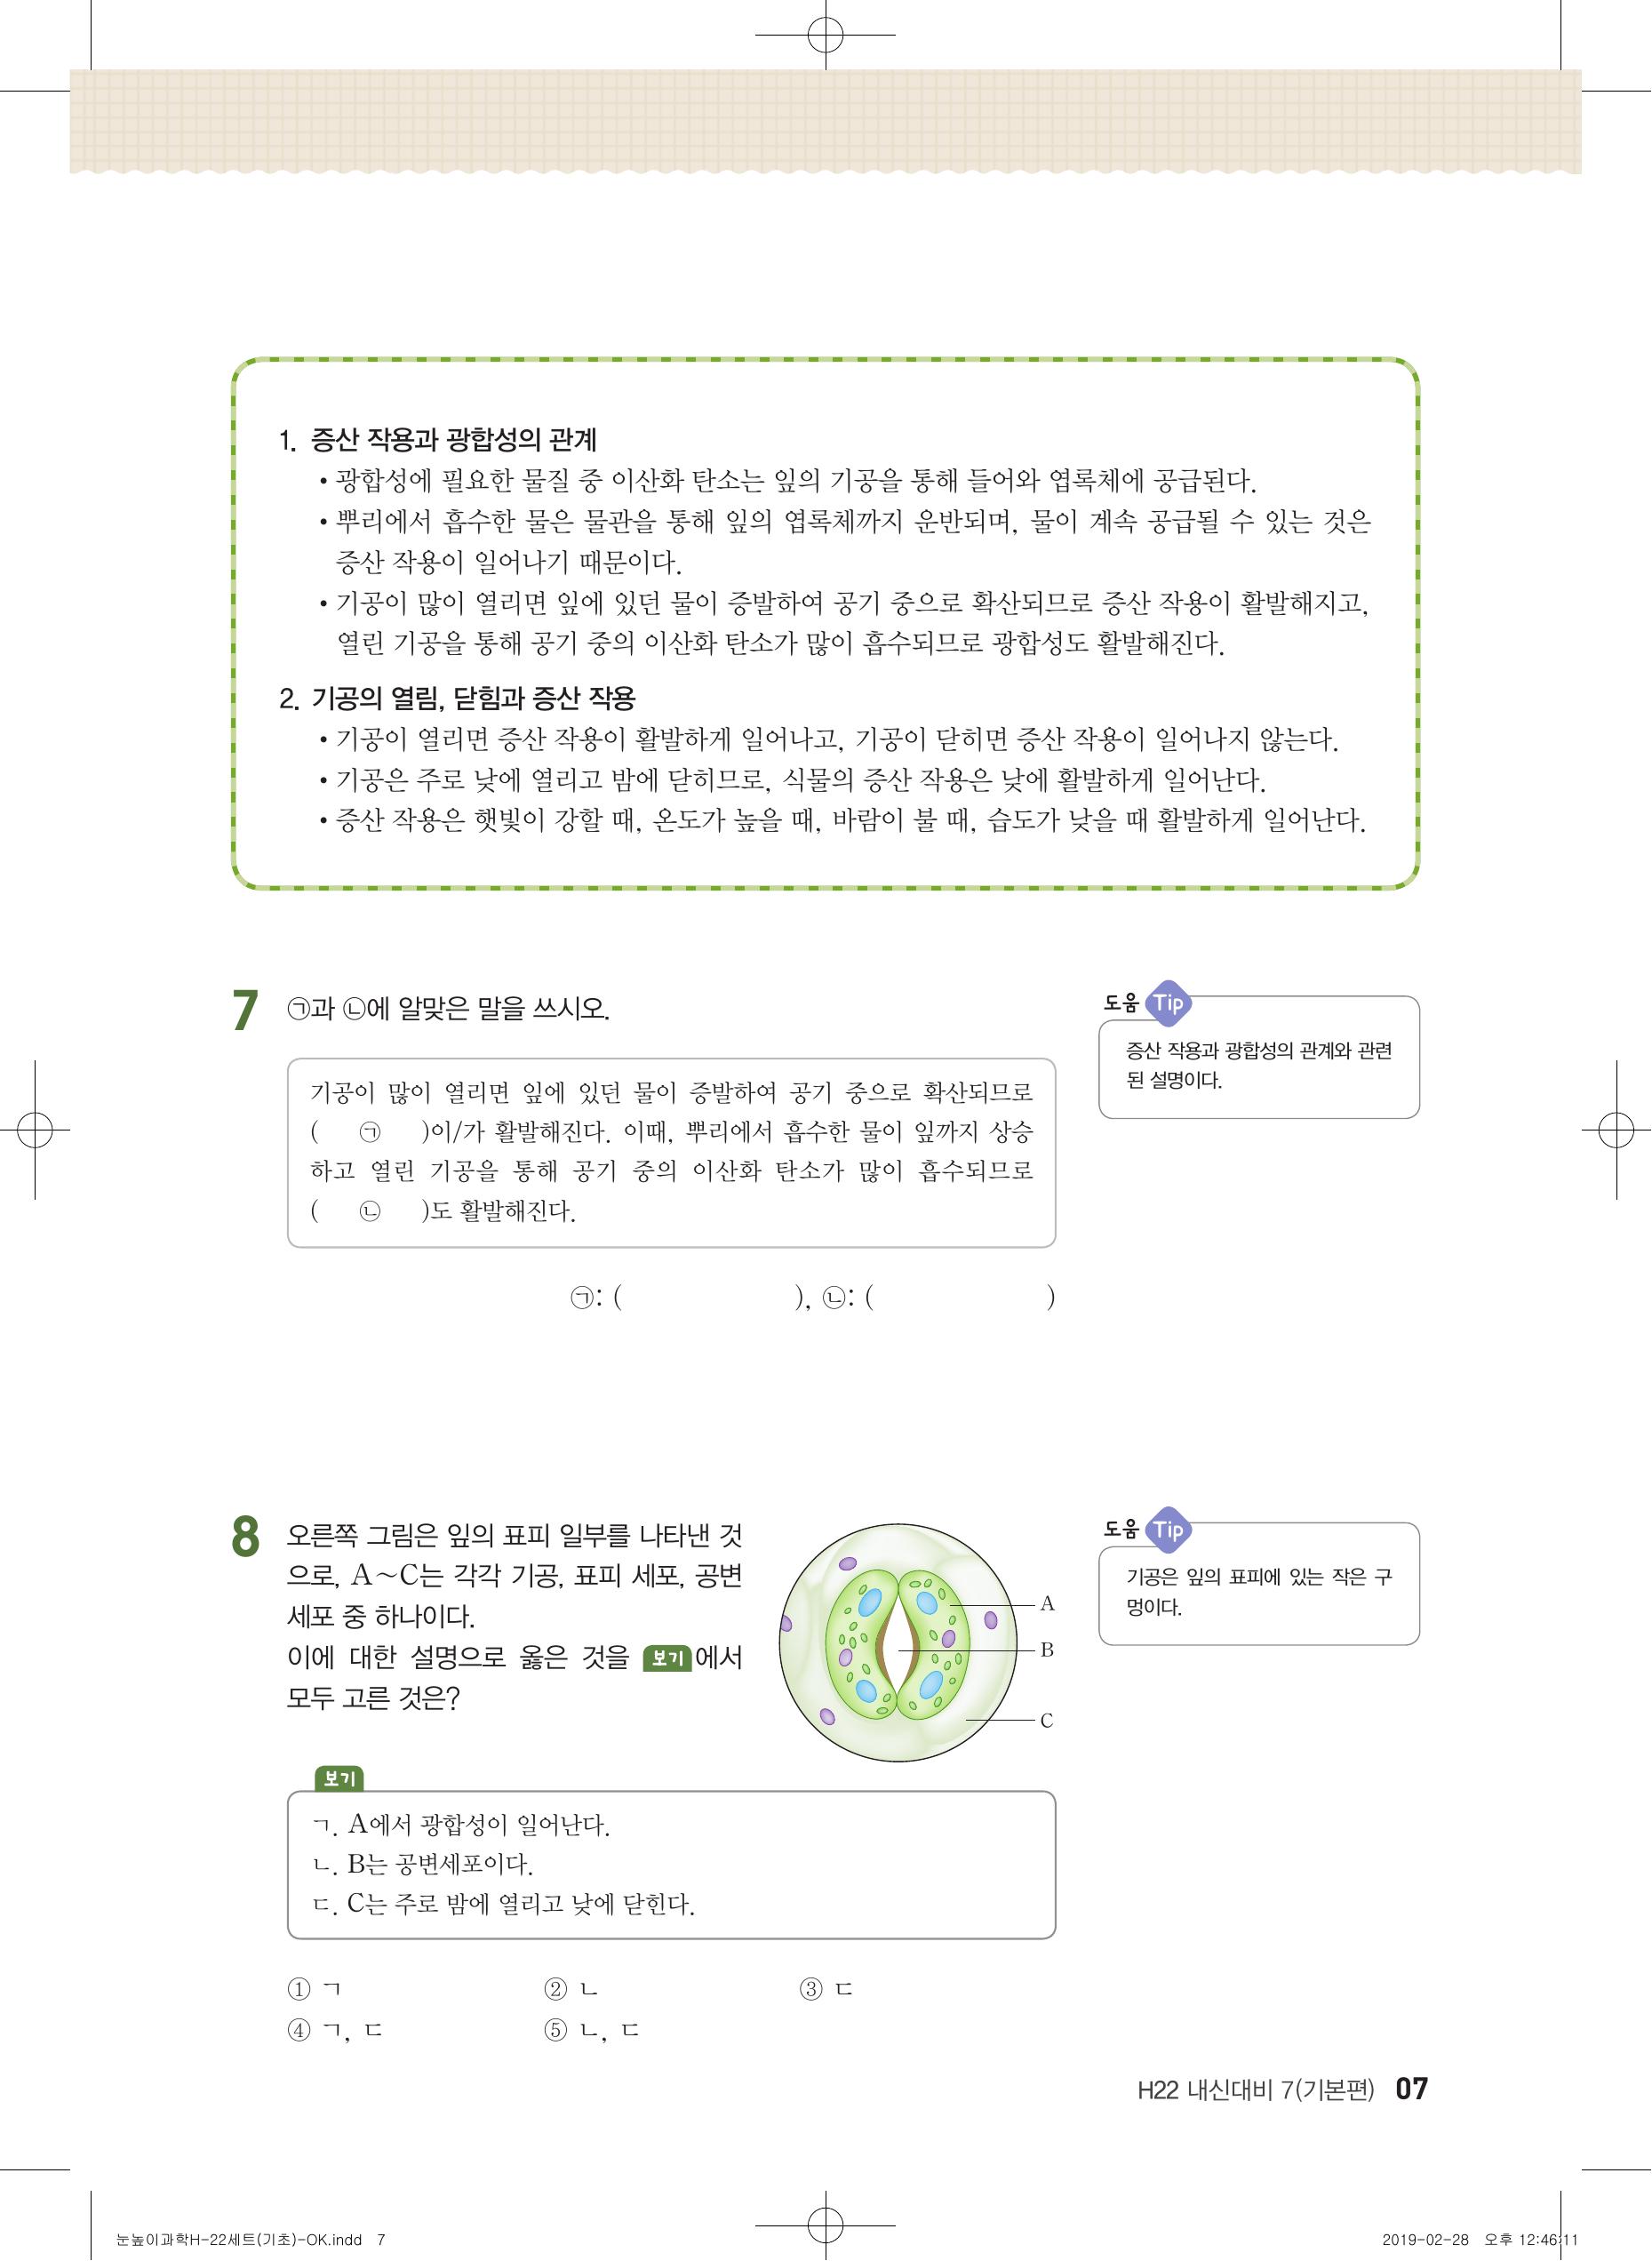 1. 증산 작용과 광합성의 관계
• 광합성에 필요한 물질 중 이산화 탄소는 잎의 기공을 통해 들어와 엽록체에 공급된다.
• 뿌리에서 흡수한 물은 물관을 통해 잎의 엽록체까지 운반되며, 물이 계속 공급될 수 있는 것은
증산 작용이 일어나기 때문이다.
• 기공이 많이 열리면 잎에 있던 물이 증발하여 공기 중으로 확산되므로 증산 작용이 활발해지고,
열린 기공을 통해 공기 중의 이산화 탄소가 많이 흡수되므로 광합성도 활발해진다.
2. 기공의 열림, 닫힘과 증산 작용
• 기공이 열리면 증산 작용이 활발하게 일어나고, 기공이 닫히면 증산 작용이 일어나지 않는다.
• 기공은 주로 낮에 열리고 밤에 닫히므로, 식물의 증산 작용은 낮에 활발하게 일어난다.
• 증산 작용은 햇빛이 강할 때, 온도가 높을 때, 바람이 불 때, 습도가 낮을 때 활발하게 일어난다.
7 ㉠과 ㉡에 알맞은 말을 쓰시오.
기공이 많이 열리면 잎에 있던 물이 증발하여 공기 중으로 확산되므로
( ㉠ )이/가 활발해진다. 이때, 뿌리에서 흡수한 물이 잎까지 상승
하고 열린 기공을 통해 공기 중의 이산화 탄소가 많이 흡수되므로
( ㉡ )도 활발해진다.
㉠: ( ), ㉡: ( )
도움 Tip
증산 작용과 광합성의 관계와 관련
된 설명이다.
8 오른쪽 그림은 잎의 표피 일부를 나타낸 것
으로, A~C는 각각 기공, 표피 세포, 공변
세포 중 하나이다.
이에 대한 설명으로 옳은 것을 보기에서
모두 고른 것은?
A
B
C
도움 Tip
기공은 잎의 표피에 있는 작은 구
멍이다.
보기
ㄱ. A에서 광합성이 일어난다.
ㄴ. B는 공변세포이다.
ㄷ. C는 주로 밤에 열리고 낮에 닫힌다.
① ㄱ ② ㄴ ③ ㄷ
④ ㄱ, ㄷ ⑤ ㄴ, ㄷ
H22 내신대비 7(기본편) 07
눈높이과학H-22세트(기초)-OK.indd 7
2019-02-28 오후 12:46:11